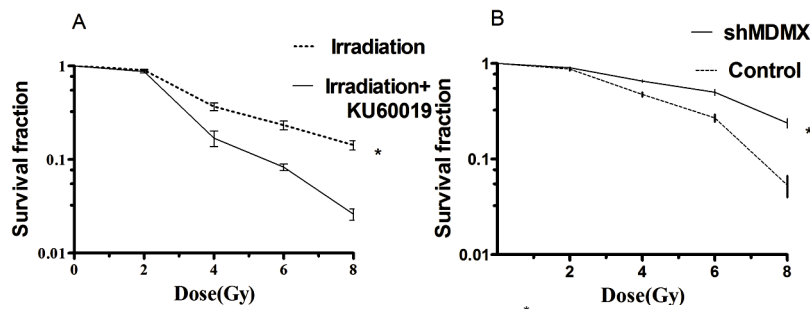 A
Irradiation
Irradiation+
KU60019
Survival fraction
1
0.1
0.01
*
0
2
4
6
8
Dose(Gy)
B
shMDMX
Control
Survival fraction
1
0.1
0.01
*
2
4
6
8
Dose(Gy)
*